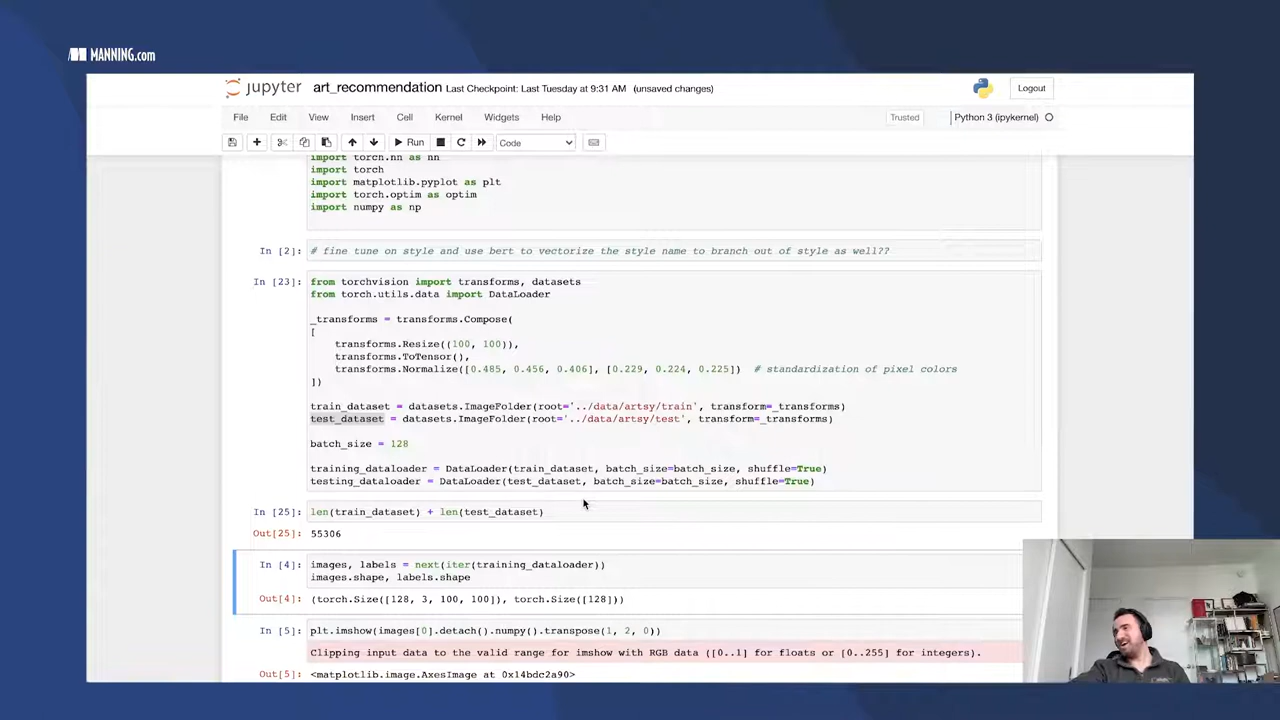 MANNING.com
jupyter art_recommendation Last Checkpoint: Last Tuesday at 9:31 AM (unsaved changes) Logout
File Edit View Insert Cell Kernel Widgets Help Trusted Python 3 (ipykernel)
Run Code
import torch.nn as nn
import torch
import matplotlib.pyplot as plt
import torch.optim as optim
import numpy as np
In [2]: # fine tune on style and use bert to vectorize the style name to branch out of style as well??
In [23]: from torchvision import transforms, datasets
from torch.utils.data import DataLoader
_transforms = transforms.Compose(
[
transforms.Resize((100, 100)),
transforms.ToTensor(),
transforms.Normalize([0.485, 0.456, 0.406], [0.229, 0.224, 0.225]) # standardization of pixel colors
])
train_dataset = datasets.ImageFolder(root='../data/artsy/train', transform=_transforms)
test_dataset = datasets.ImageFolder(root='../data/artsy/test', transform=_transforms)
batch_size = 128
training_dataloader = DataLoader(train_dataset, batch_size=batch_size, shuffle=True)
testing_dataloader = DataLoader(test_dataset, batch_size=batch_size, shuffle=True)
In [25]: len(train_dataset) + len(test_dataset)
Out[25]: 55306
In [4]: images, labels = next(iter(training_dataloader))
images.shape, labels.shape
Out[4]: (torch.Size([128, 3, 100, 100]), torch.Size([128]))
In [5]: plt.imshow(images[0].detach().numpy().transpose(1, 2, 0))
Clipping input data to the valid range for imshow with RGB data ([0..1] for floats or [0..255] for integers).
Out[5]: <matplotlib.image.AxesImage at 0x14bdc2a90>